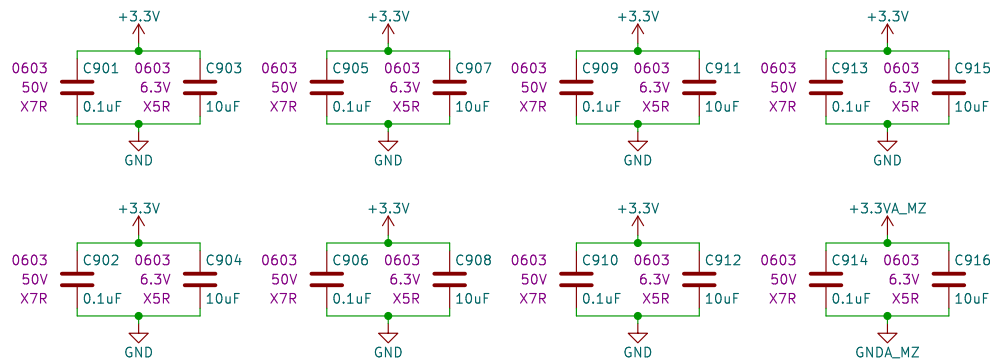 +3.3V +3.3V +3.3V +3.3V
0603 C901 0603 C903 0603 C905 0603 C907 0603 C909 0603 C911 0603 C913 0603 C915
50V 6.3V 50V 6.3V 50V 6.3V 50V 6.3V
X7R 0.1uF X5R 10uF X7R 0.1uF X5R 10uF X7R 0.1uF X5R 10uF X7R 0.1uF X5R 10uF
GND GND GND GND
+3.3V +3.3V +3.3V +3.3VA_MZ
0603 C902 0603 C904 0603 C906 0603 C908 0603 C910 0603 C912 0603 C914 0603 C916
50V 6.3V 50V 6.3V 50V 6.3V 50V 6.3V
X7R 0.1uF X5R 10uF X7R 0.1uF X5R 10uF X7R 0.1uF X5R 10uF X7R 0.1uF X5R 10uF
GND GND GND GNDA_MZ